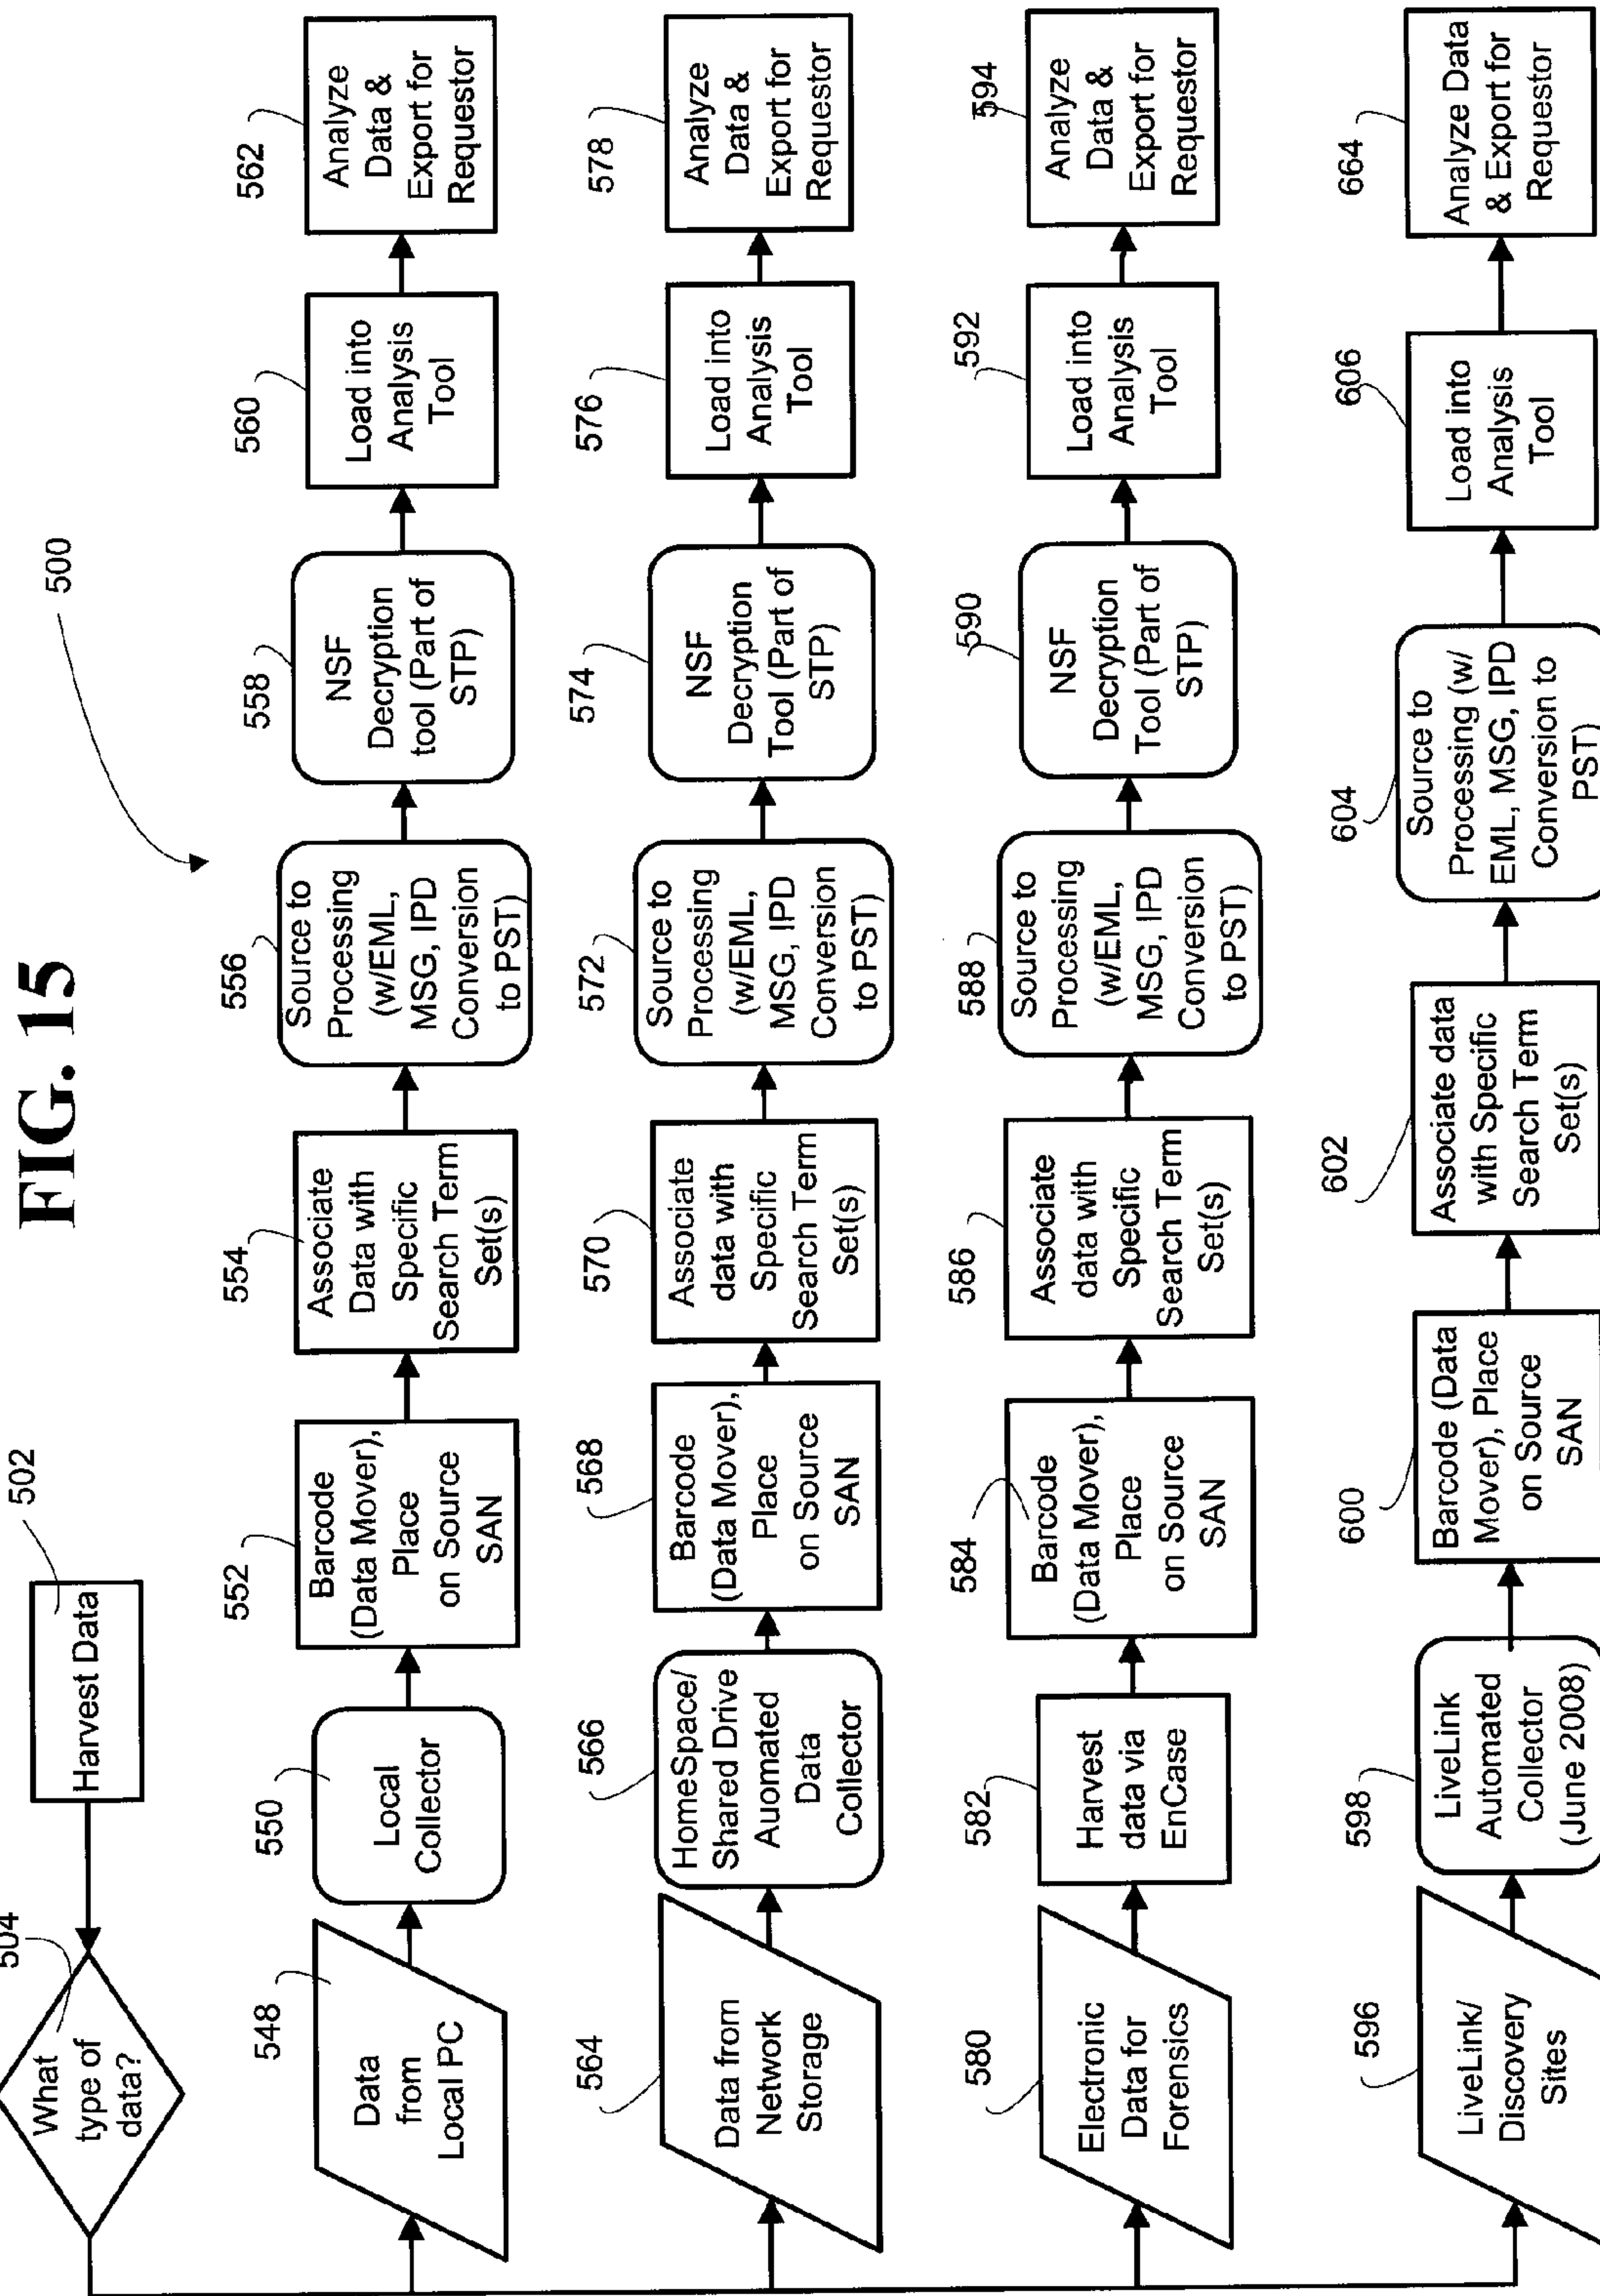 FIG. 15
500
502
Harvest Data
504
What
type of
data?
548
Data
from
Local PC
550
Local
Collector
552
Barcode
(Data Mover),
Place
on Source
SAN
554
Associate
Data with
Specific
Search Term
Set(s)
556
Source to
Processing
(w/EML,
MSG, IPD
Conversion
to PST)
558
NSF
Decryption
tool (Part of
STP)
560
Load into
Analysis
Tool
562
Analyze
Data &
Export for
Requestor
564
Data from
Network
Storage
566
HomeSpace/
Shared Drive
Auomated
Data
Collector
568
Barcode
(Data Mover),
Place
on Source
SAN
570
Associate
data with
Specific
Search Term
Set(s)
572
Source to
Processing
(w/EML,
MSG, IPD
Conversion
to PST)
574
NSF
Decryption
Tool (Part of
STP)
576
Load into
Analysis
Tool
578
Analyze
Data &
Export for
Requestor
580
Electronic
Data for
Forensics
582
Harvest
data via
EnCase
584
Barcode
(Data Mover),
Place
on Source
SAN
586
Associate
data with
Specific
Search Term
Set(s)
588
Source to
Processing
(w/EML,
MSG, IPD
Conversion
to PST)
590
NSF
Decryption
Tool (Part of
STP)
592
Load into
Analysis
Tool
594
Analyze
Data &
Export for
Requestor
596
LiveLink/
Discovery
Sites
598
LiveLink
Automated
Collector
(June 2008)
600
Barcode (Data
Mover), Place
on Source
SAN
602
Associate data
with Specific
Search Term
Set(s)
604
Source to
Processing (w/
EML, MSG, IPD
Conversion to
PST)
606
Load into
Analysis
Tool
664
Analyze Data
& Export for
Requestor